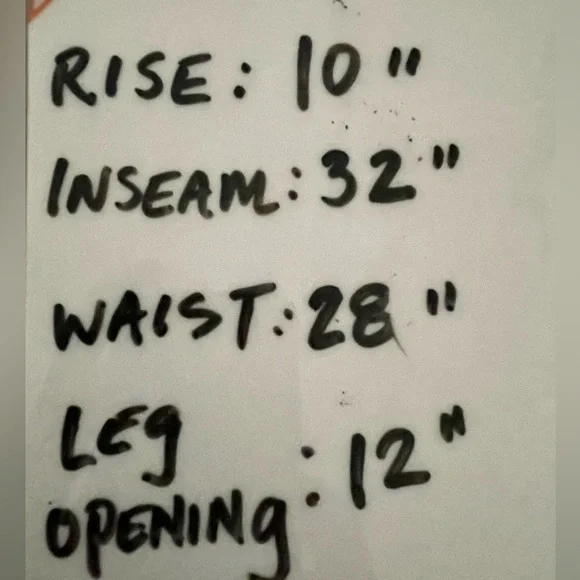 RISE: 10"
INSEAM: 32"
WAIST: 28"
LEG
OPENING: 12"